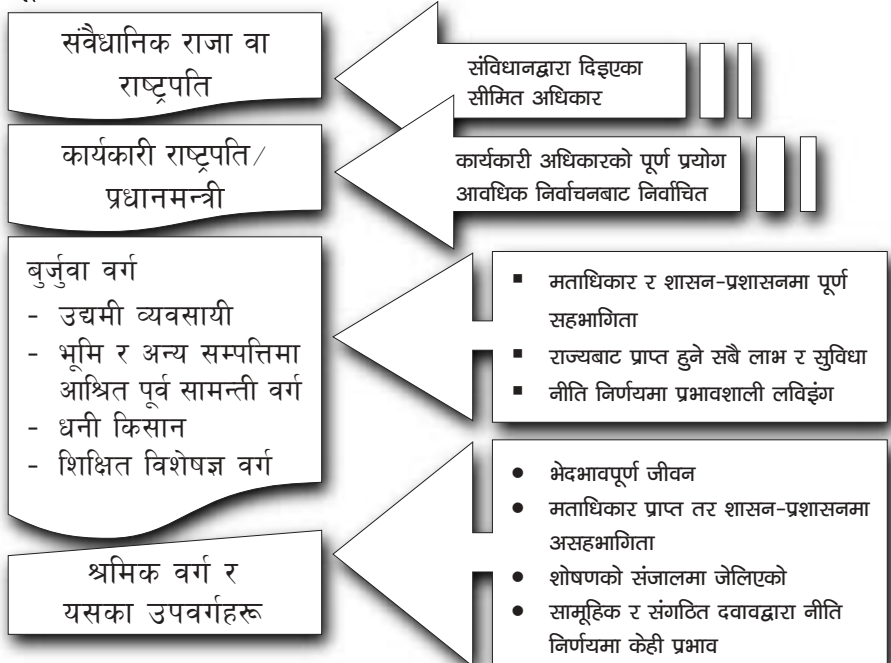 संवैधानिक राजा वा
राष्ट्रपति
संविधानद्वारा दिइएका
सीमित अधिकार
कार्यकारी राष्ट्रपति/
प्रधानमन्त्री
कार्यकारी अधिकारको पूर्ण प्रयोग
आवधिक निर्वाचनबाट निर्वाचित
बुर्जुवा वर्ग
- उद्यमी व्यवसायी
- भूमि र अन्य सम्पत्तिमा
आश्रित पूर्व सामन्ती वर्ग
- धनी किसान
- शिक्षित विशेषज्ञ वर्ग
▪ मताधिकार र शासन-प्रशासनमा पूर्ण
सहभागिता
▪ राज्यबाट प्राप्त हुने सबै लाभ र सुविधा
▪ नीति निर्णयमा प्रभावशाली लविइंग
श्रमिक वर्ग र
यसका उपवर्गहरू
● भेदभावपूर्ण जीवन
● मताधिकार प्राप्त तर शासन-प्रशासनमा
असहभागिता
● शोषणको संजालमा जेलिएको
● सामूहिक र संगठित दवावद्वारा नीति
निर्णयमा केही प्रभाव